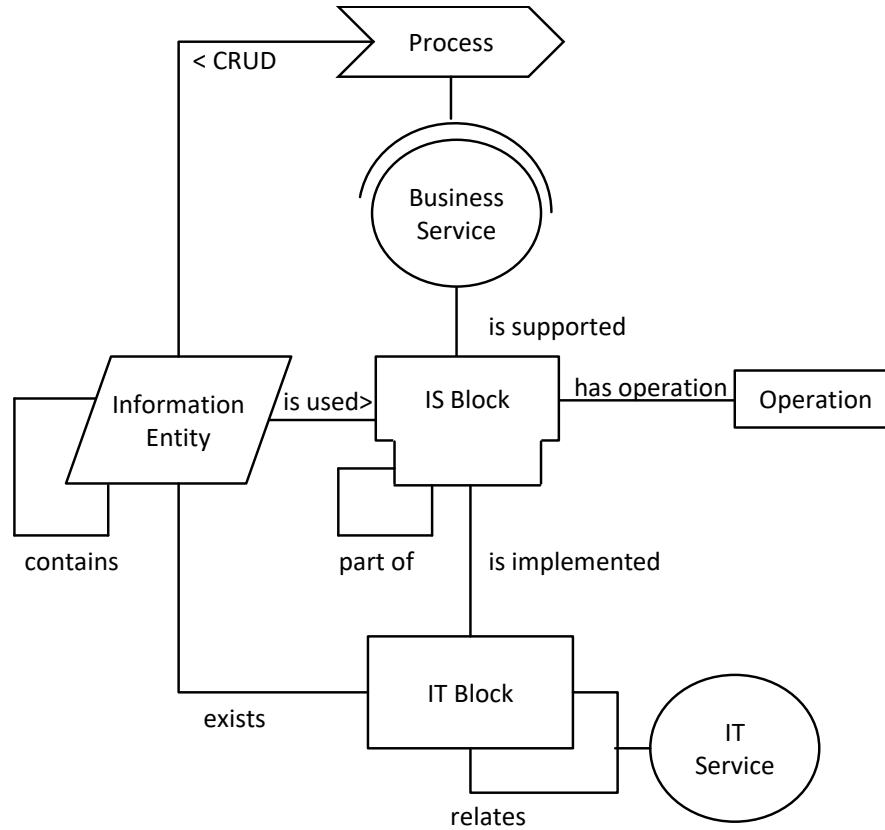 Process
< CRUD
Business
Service
is supported
Information
Entity
is used>
IS Block
has operation
Operation
contains
part of
is implemented
exists
IT Block
IT
Service
relates